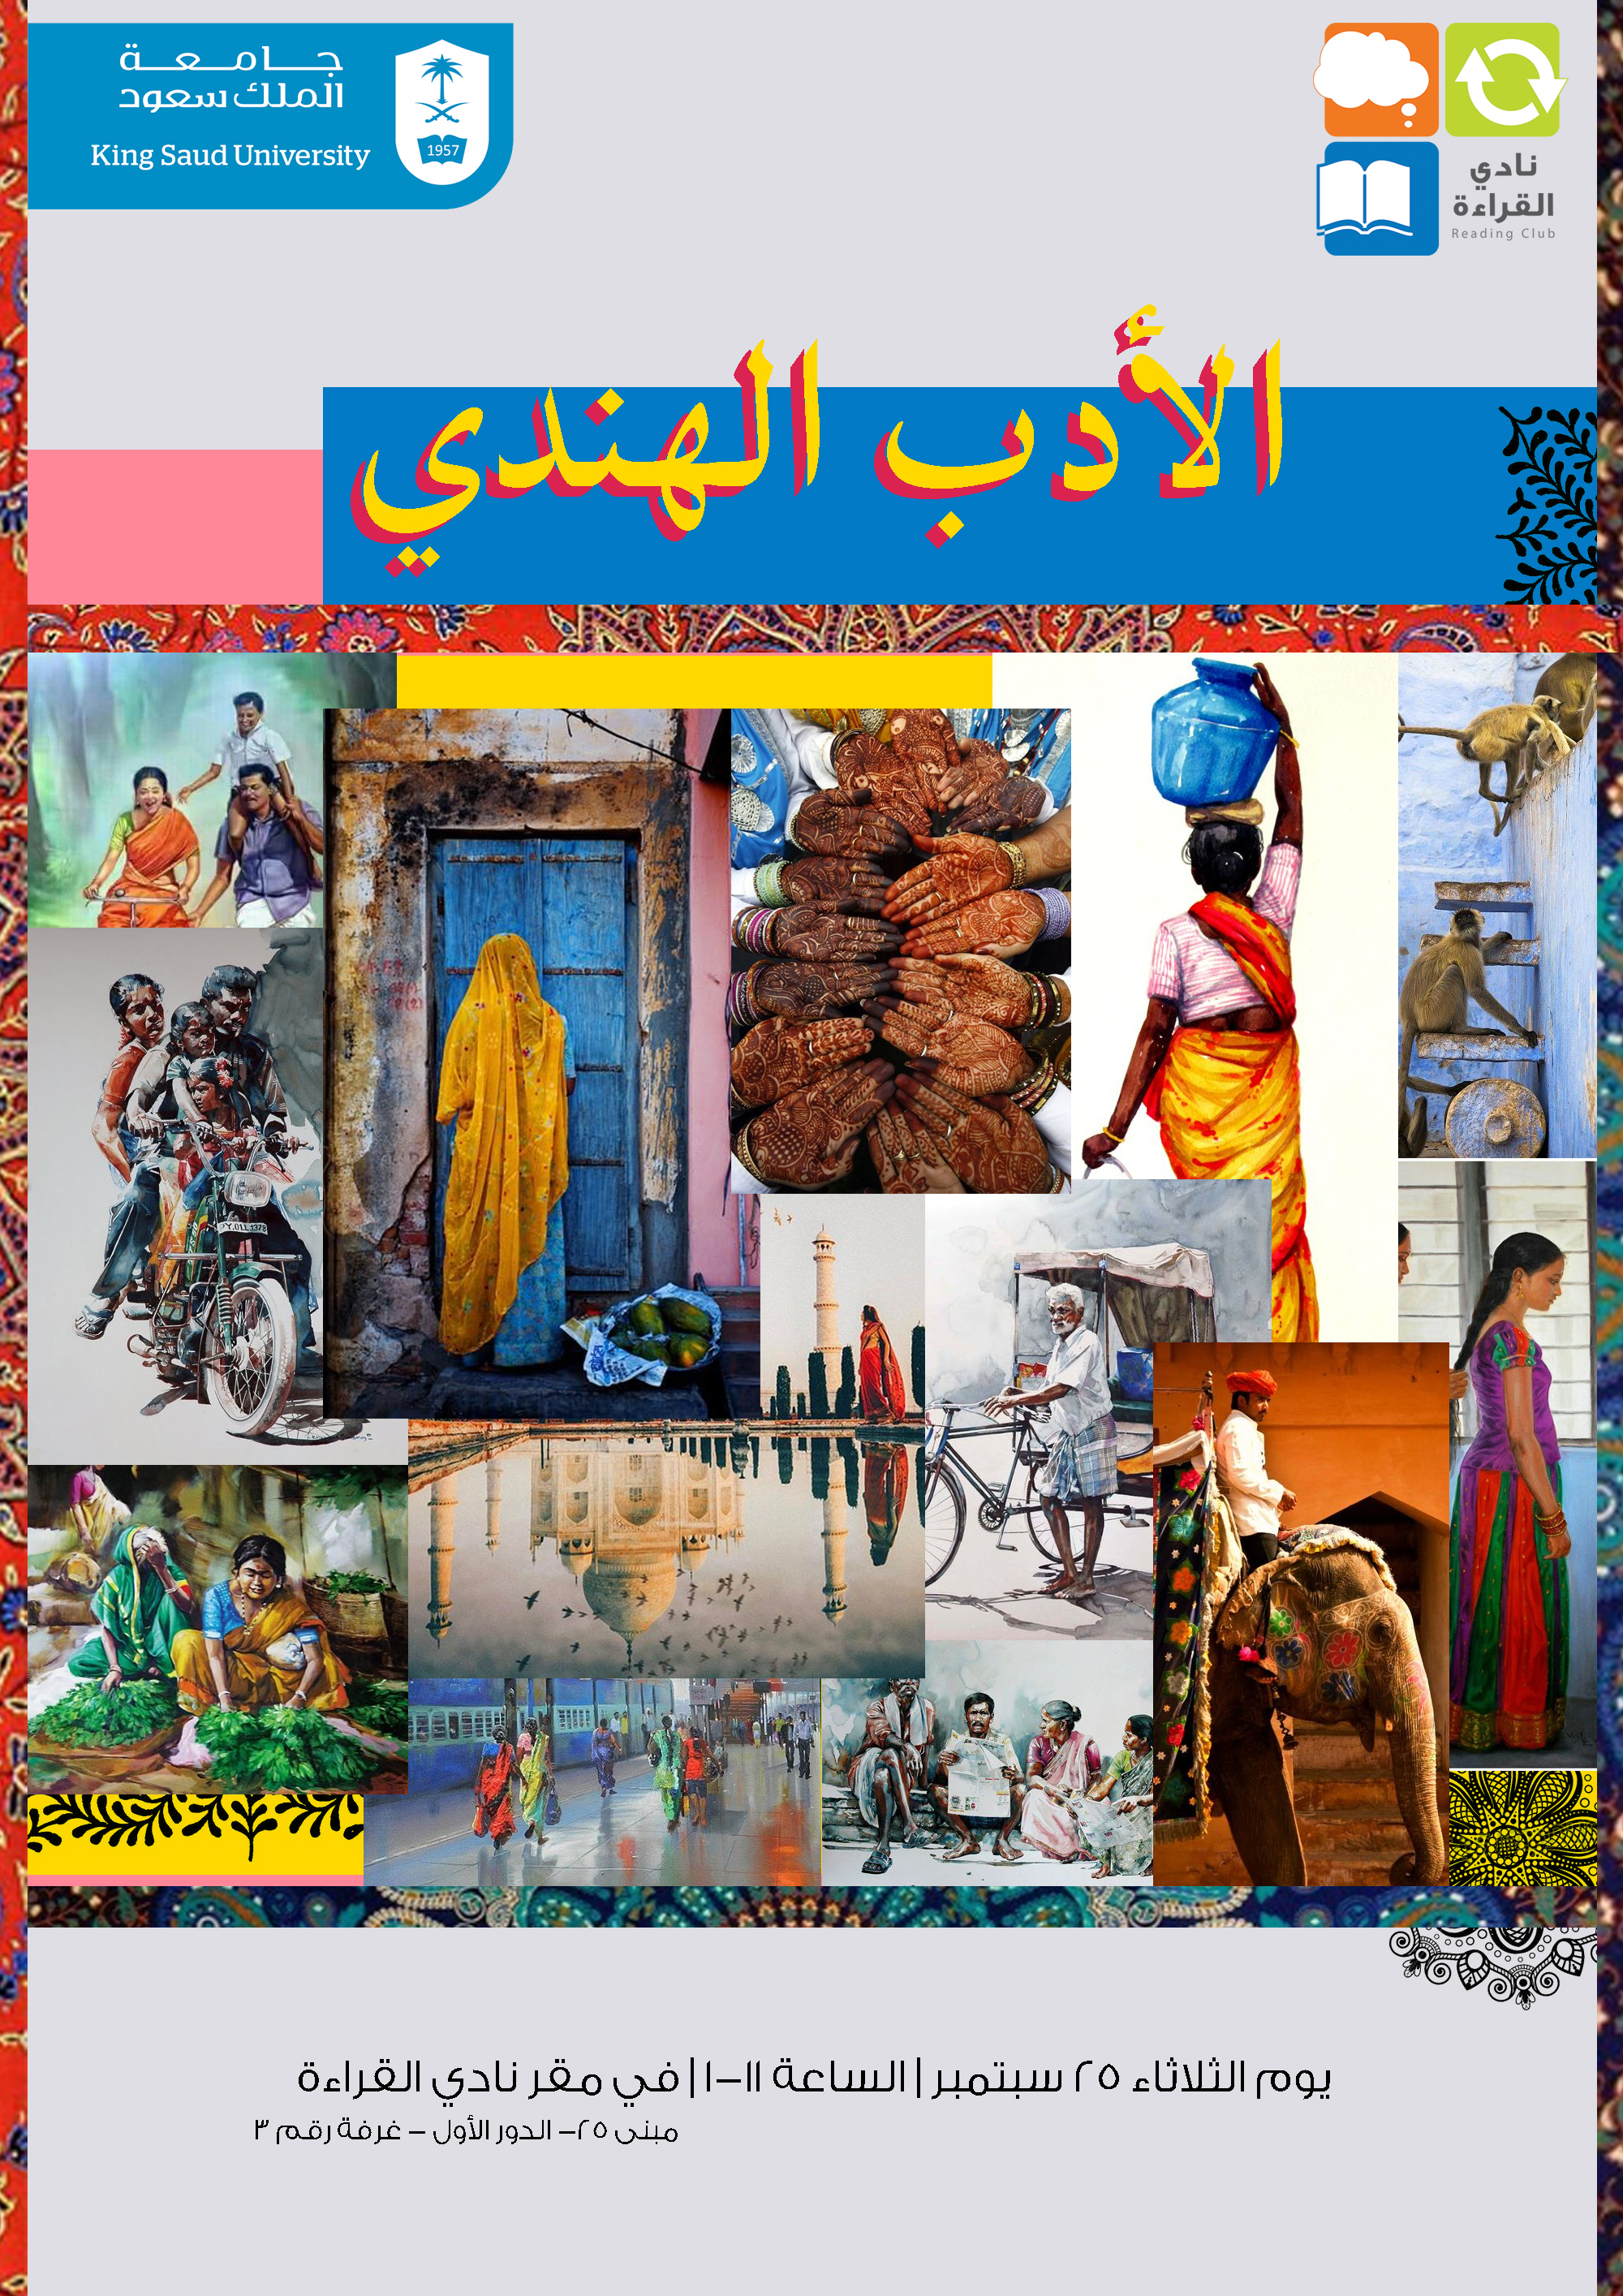 جامعة
الملك سعود
King Saud University
1957
نادي
القراءة
Reading Club
الأدب الهندي
يوم الثلاثاء ٢٥ سبتمبر | الساعة ١١-١ | في مقر نادي القراءة
مبنى ٢٥- الدور الأول - غرفة رقم ٣